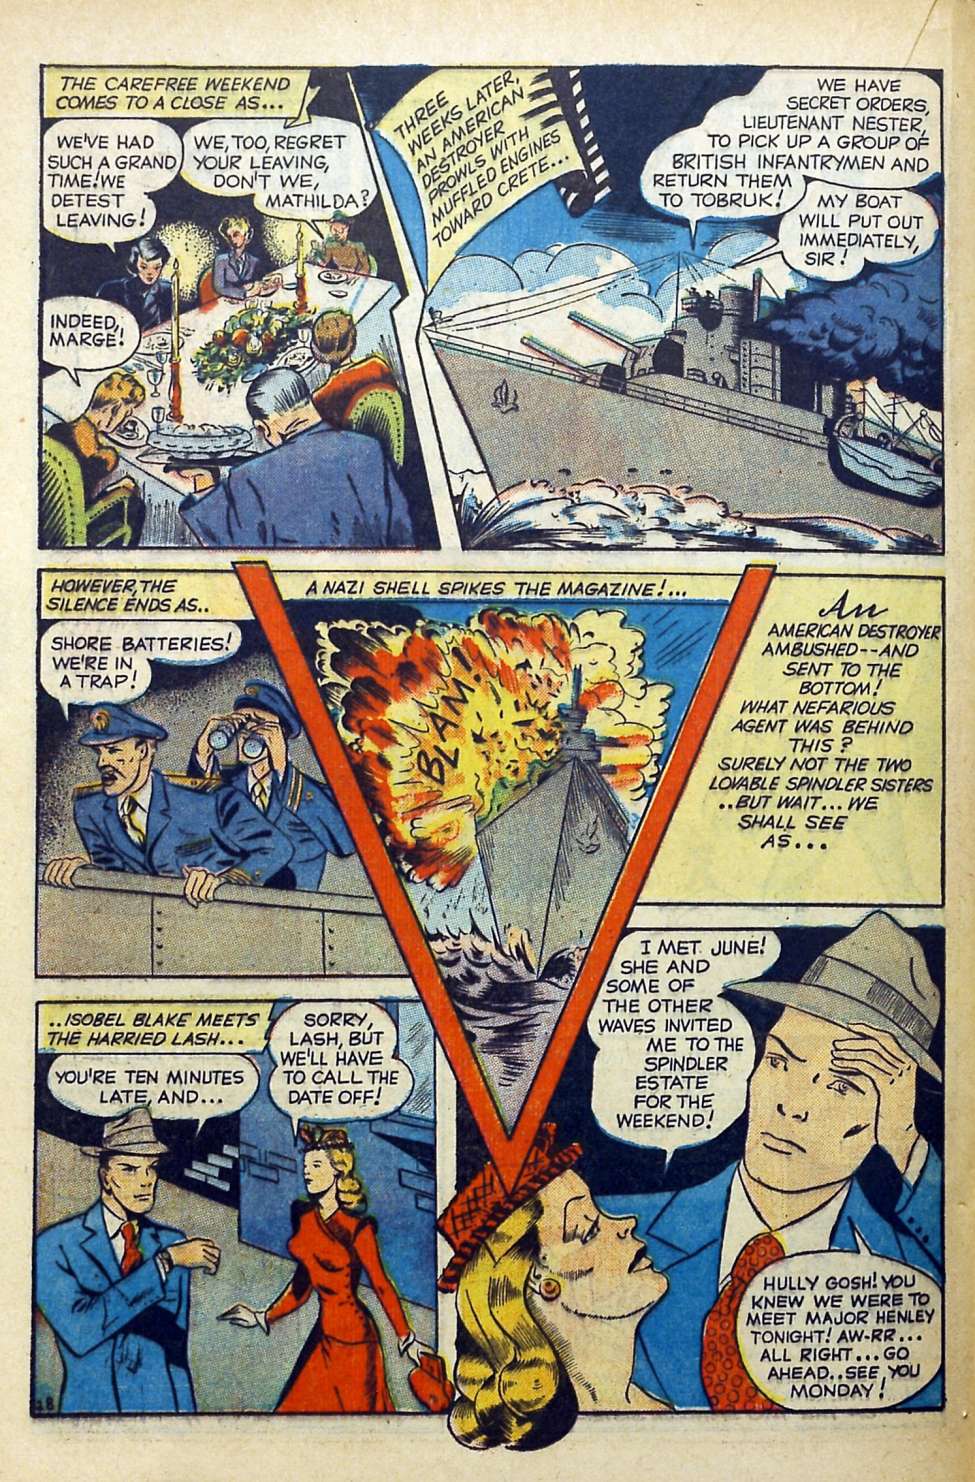 THE CAREFREE WEEKEND
COMES TO A CLOSE AS...
WE'VE HAD
SUCH A GRAND
TIME! WE
DETEST
LEAVING!
WE, TOO, REGRET
YOUR LEAVING,
DON'T WE,
MATHILDA?
INDEED,
MARGE!
THREE
WEEKS LATER,
AN AMERICAN
DESTROYER
PROWLS WITH
MUFFLED ENGINES
TOWARD CRETE...
WE HAVE
SECRET ORDERS,
LIEUTENANT NESTER,
TO PICK UP A GROUP OF
BRITISH INFANTRYMEN AND
RETURN THEM
TO TOBRUK!
MY BOAT
WILL PUT OUT
IMMEDIATELY,
SIR!
HOWEVER, THE
SILENCE ENDS AS..
SHORE BATTERIES!
WE'RE IN
A TRAP!
A NAZI SHELL SPIKES THE MAGAZINE!...
BLAM!
An
AMERICAN DESTROYER
AMBUSHED--AND
SENT TO THE
BOTTOM!
WHAT NEFARIOUS
AGENT WAS BEHIND
THIS?
SURELY NOT THE TWO
LOVABLE SPINDLER SISTERS
..BUT WAIT...WE
SHALL SEE
AS...
..ISOBEL BLAKE MEETS
THE HARRIED LASH...
YOU'RE TEN MINUTES
LATE, AND...
SORRY,
LASH, BUT
WE'LL HAVE
TO CALL THE
DATE OFF!
I MET JUNE!
SHE AND
SOME OF
THE OTHER
WAVES INVITED
ME TO THE
SPINDLER
ESTATE
FOR THE
WEEKEND!
HULLY GOSH! YOU
KNEW WE WERE TO
MEET MAJOR HENLEY
TONIGHT! AW-RR...
ALL RIGHT...GO
AHEAD..SEE YOU
MONDAY!